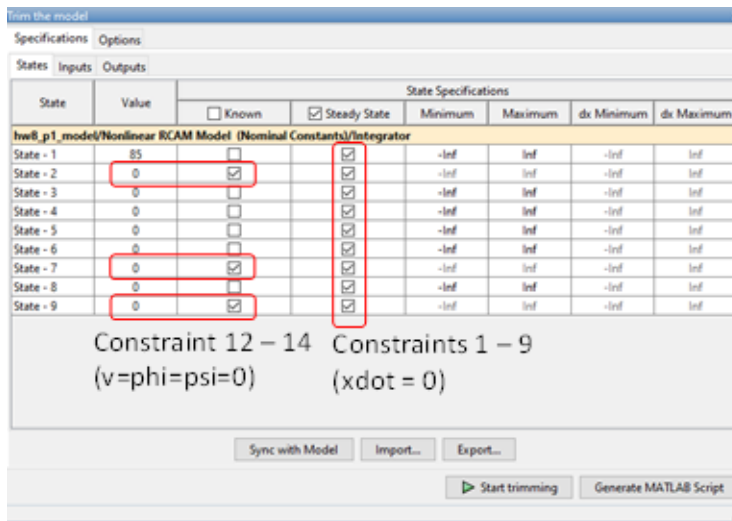 Trim the model
Specifications Options
States Inputs Outputs
State Value State Specifications
Known Steady State Minimum Maximum dx Minimum dx Maximum
hw8_p1_model/Nonlinear RCAM Model (Nominal Constants)/Integrator
State - 1 85 -Inf Inf -Inf Inf
State - 2 0 -Inf Inf -Inf Inf
State - 3 0 -Inf Inf -Inf Inf
State - 4 0 -Inf Inf -Inf Inf
State - 5 0 -Inf Inf -Inf Inf
State - 6 0 -Inf Inf -Inf Inf
State - 7 0 -Inf Inf -Inf Inf
State - 8 0 -Inf Inf -Inf Inf
State - 9 0 -Inf Inf -Inf Inf
Constraint 12 – 14 Constraints 1 – 9
(v=phi=psi=0) (xdot = 0)
Sync with Model Import... Export...
Start trimming Generate MATLAB Script